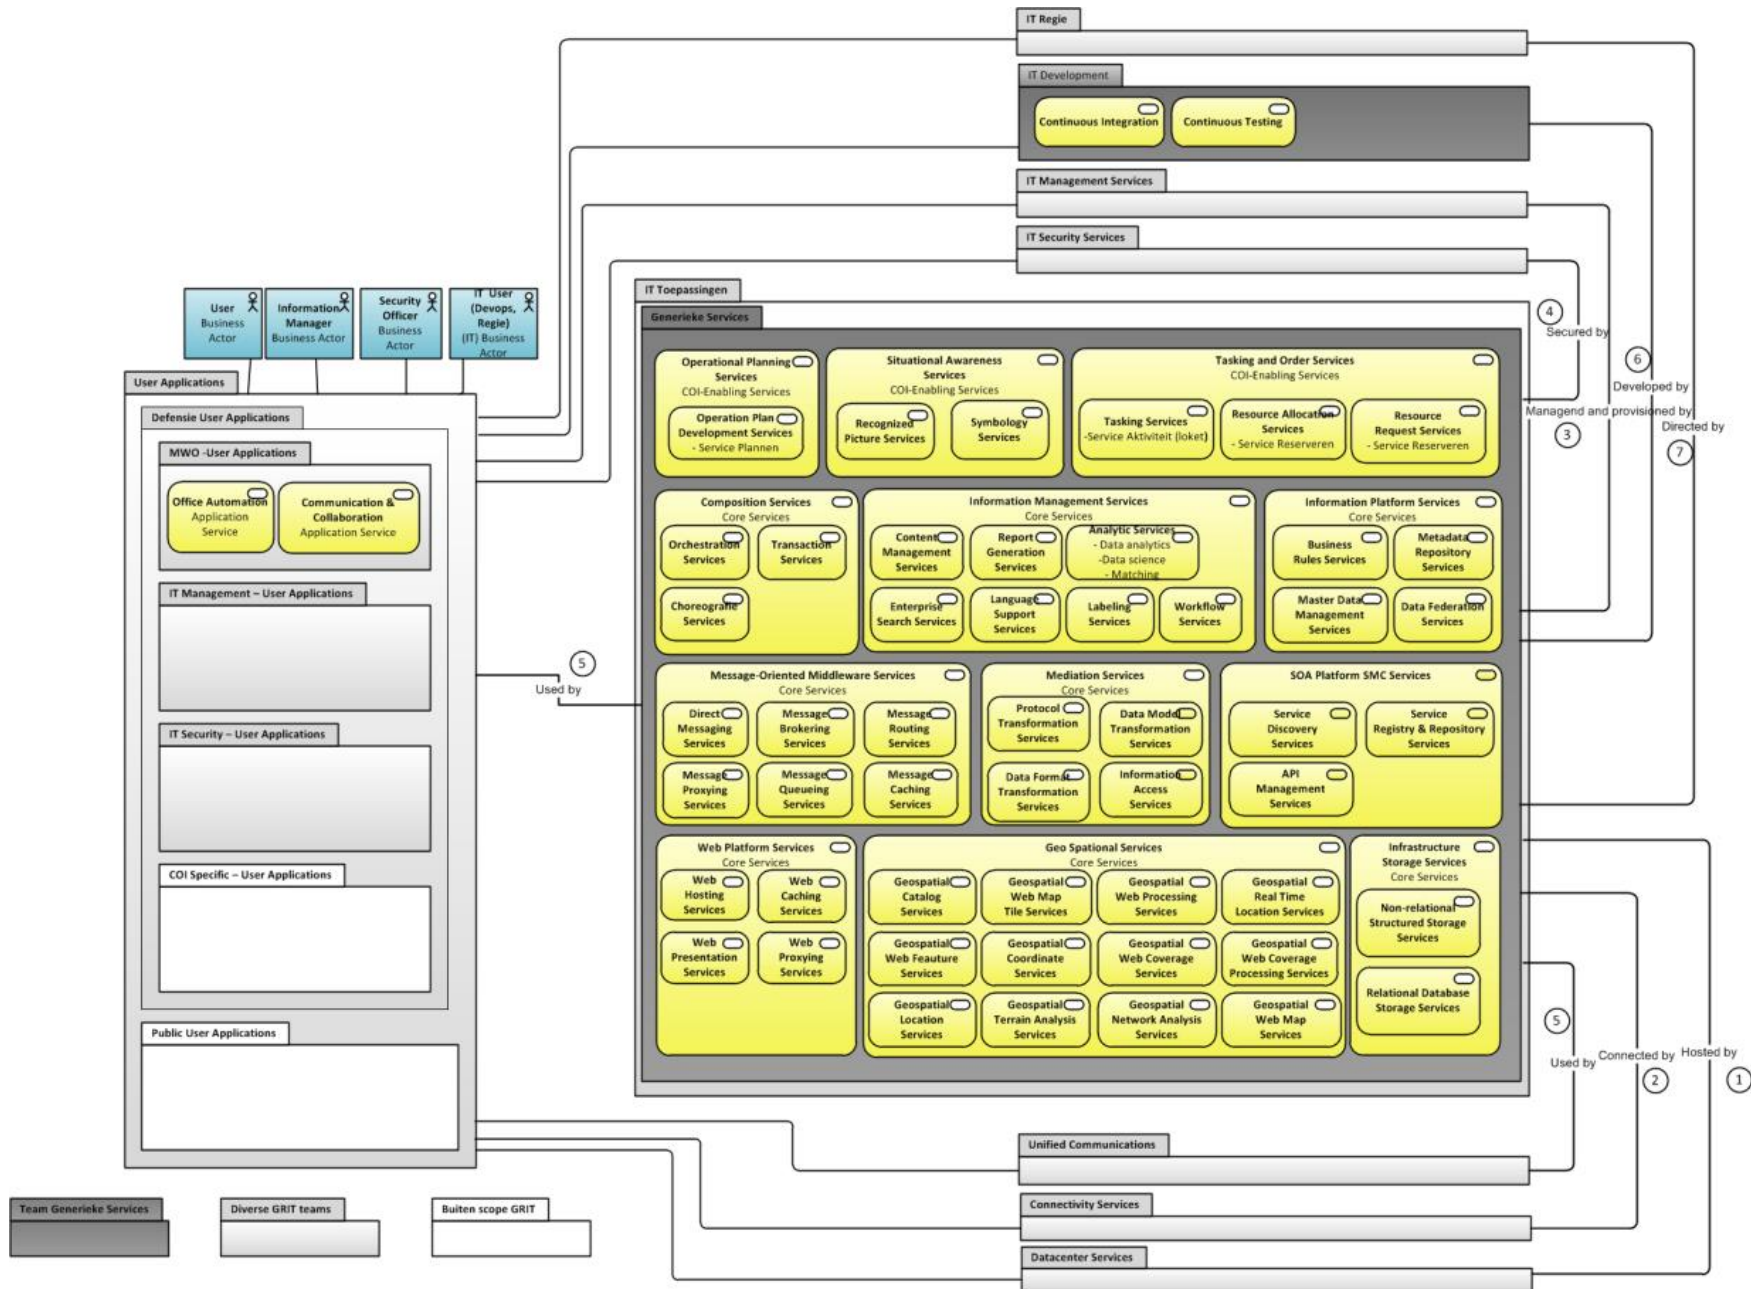 IT Regie
IT Development
Continuous Integration
Continuous Testing
IT Management Services
IT Security Services
User
Business
Actor
Information
Manager
Business Actor
Security
Officer
Business
Actor
IT User
(Devops,
Regie)
(IT) Business
Actor
User Applications
Defensie User Applications
MWO -User Applications
Office Automation
Application
Service
Communication &
Collaboration
Application Service
IT Management – User Applications
IT Security – User Applications
COI Specific – User Applications
Public User Applications
IT Toepassingen
Generieke Services
Operational Planning
Services
COI-Enabling Services
Operation Plan
Development Services
- Service Plannen
Situational Awareness
Services
COI-Enabling Services
Recognized
Picture Services
Symbology
Services
Tasking and Order Services
COI-Enabling Services
Tasking Services
-Service Aktiviteit (loket)
Resource Allocation
Services
- Service Reserveren
Resource
Request Services
- Service Reserveren
Composition Services
Core Services
Orchestration
Services
Transaction
Services
Choreografie
Services
Information Management Services
Core Services
Content
Management
Services
Report
Generation
Services
Analytic Services
- Data analytics
-Data science
- Matching
Enterprise
Search Services
Language
Support
Services
Labeling
Services
Workflow
Services
Information Platform Services
Core Services
Business
Rules Services
Metadata
Repository
Services
Master Data
Management
Services
Data Federation
Services
Message-Oriented Middleware Services
Core Services
Direct
Messaging
Services
Message
Brokering
Services
Message
Routing
Services
Message
Proxying
Services
Message
Queueing
Services
Message
Caching
Services
Mediation Services
Core Services
Protocol
Transformation
Services
Data Model
Transformation
Services
Data Format
Transformation
Services
Information
Access
Services
SOA Platform SMC Services
Service
Discovery
Services
Service
Registry & Repository
Services
API
Management
Services
Web Platform Services
Core Services
Web
Hosting
Services
Web
Caching
Services
Web
Presentation
Services
Web
Proxying
Services
Geo Spational Services
Core Services
Geospatial
Catalog
Services
Geospatial
Web Map
Tile Services
Geospatial
Web Processing
Services
Geospatial
Real Time
Location Services
Geospatial
Web Feauture
Services
Geospatial
Coordinate
Services
Geospatial
Web Coverage
Services
Geospatial
Web Coverage
Processing Services
Geospatial
Location
Services
Geospatial
Terrain Analysis
Services
Geospatial
Network Analysis
Services
Geospatial
Web Map
Services
Infrastructure
Storage Services
Core Services
Non-relational
Structured Storage
Services
Relational Database
Storage Services
4
Secured by
6
Developed by
Managend and provisioned by
3
Directed by
7
5
Used by
5
Used by
Connected by
2
Hosted by
1
Unified Communications
Connectivity Services
Datacenter Services
Team Generieke Services
Diverse GRIT teams
Buiten scope GRIT